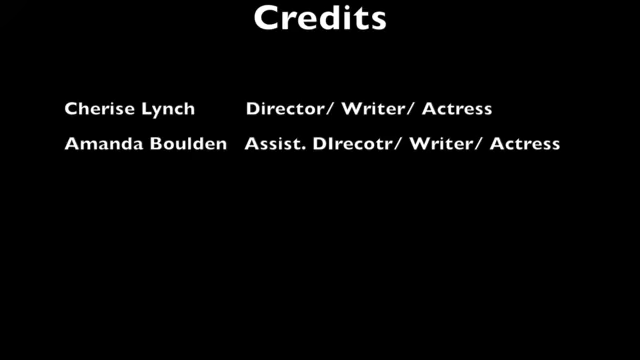 Credits
Cherise Lynch Director/ Writer/ Actress
Amanda Boulden Assist. DIrecotr/ Writer/ Actress